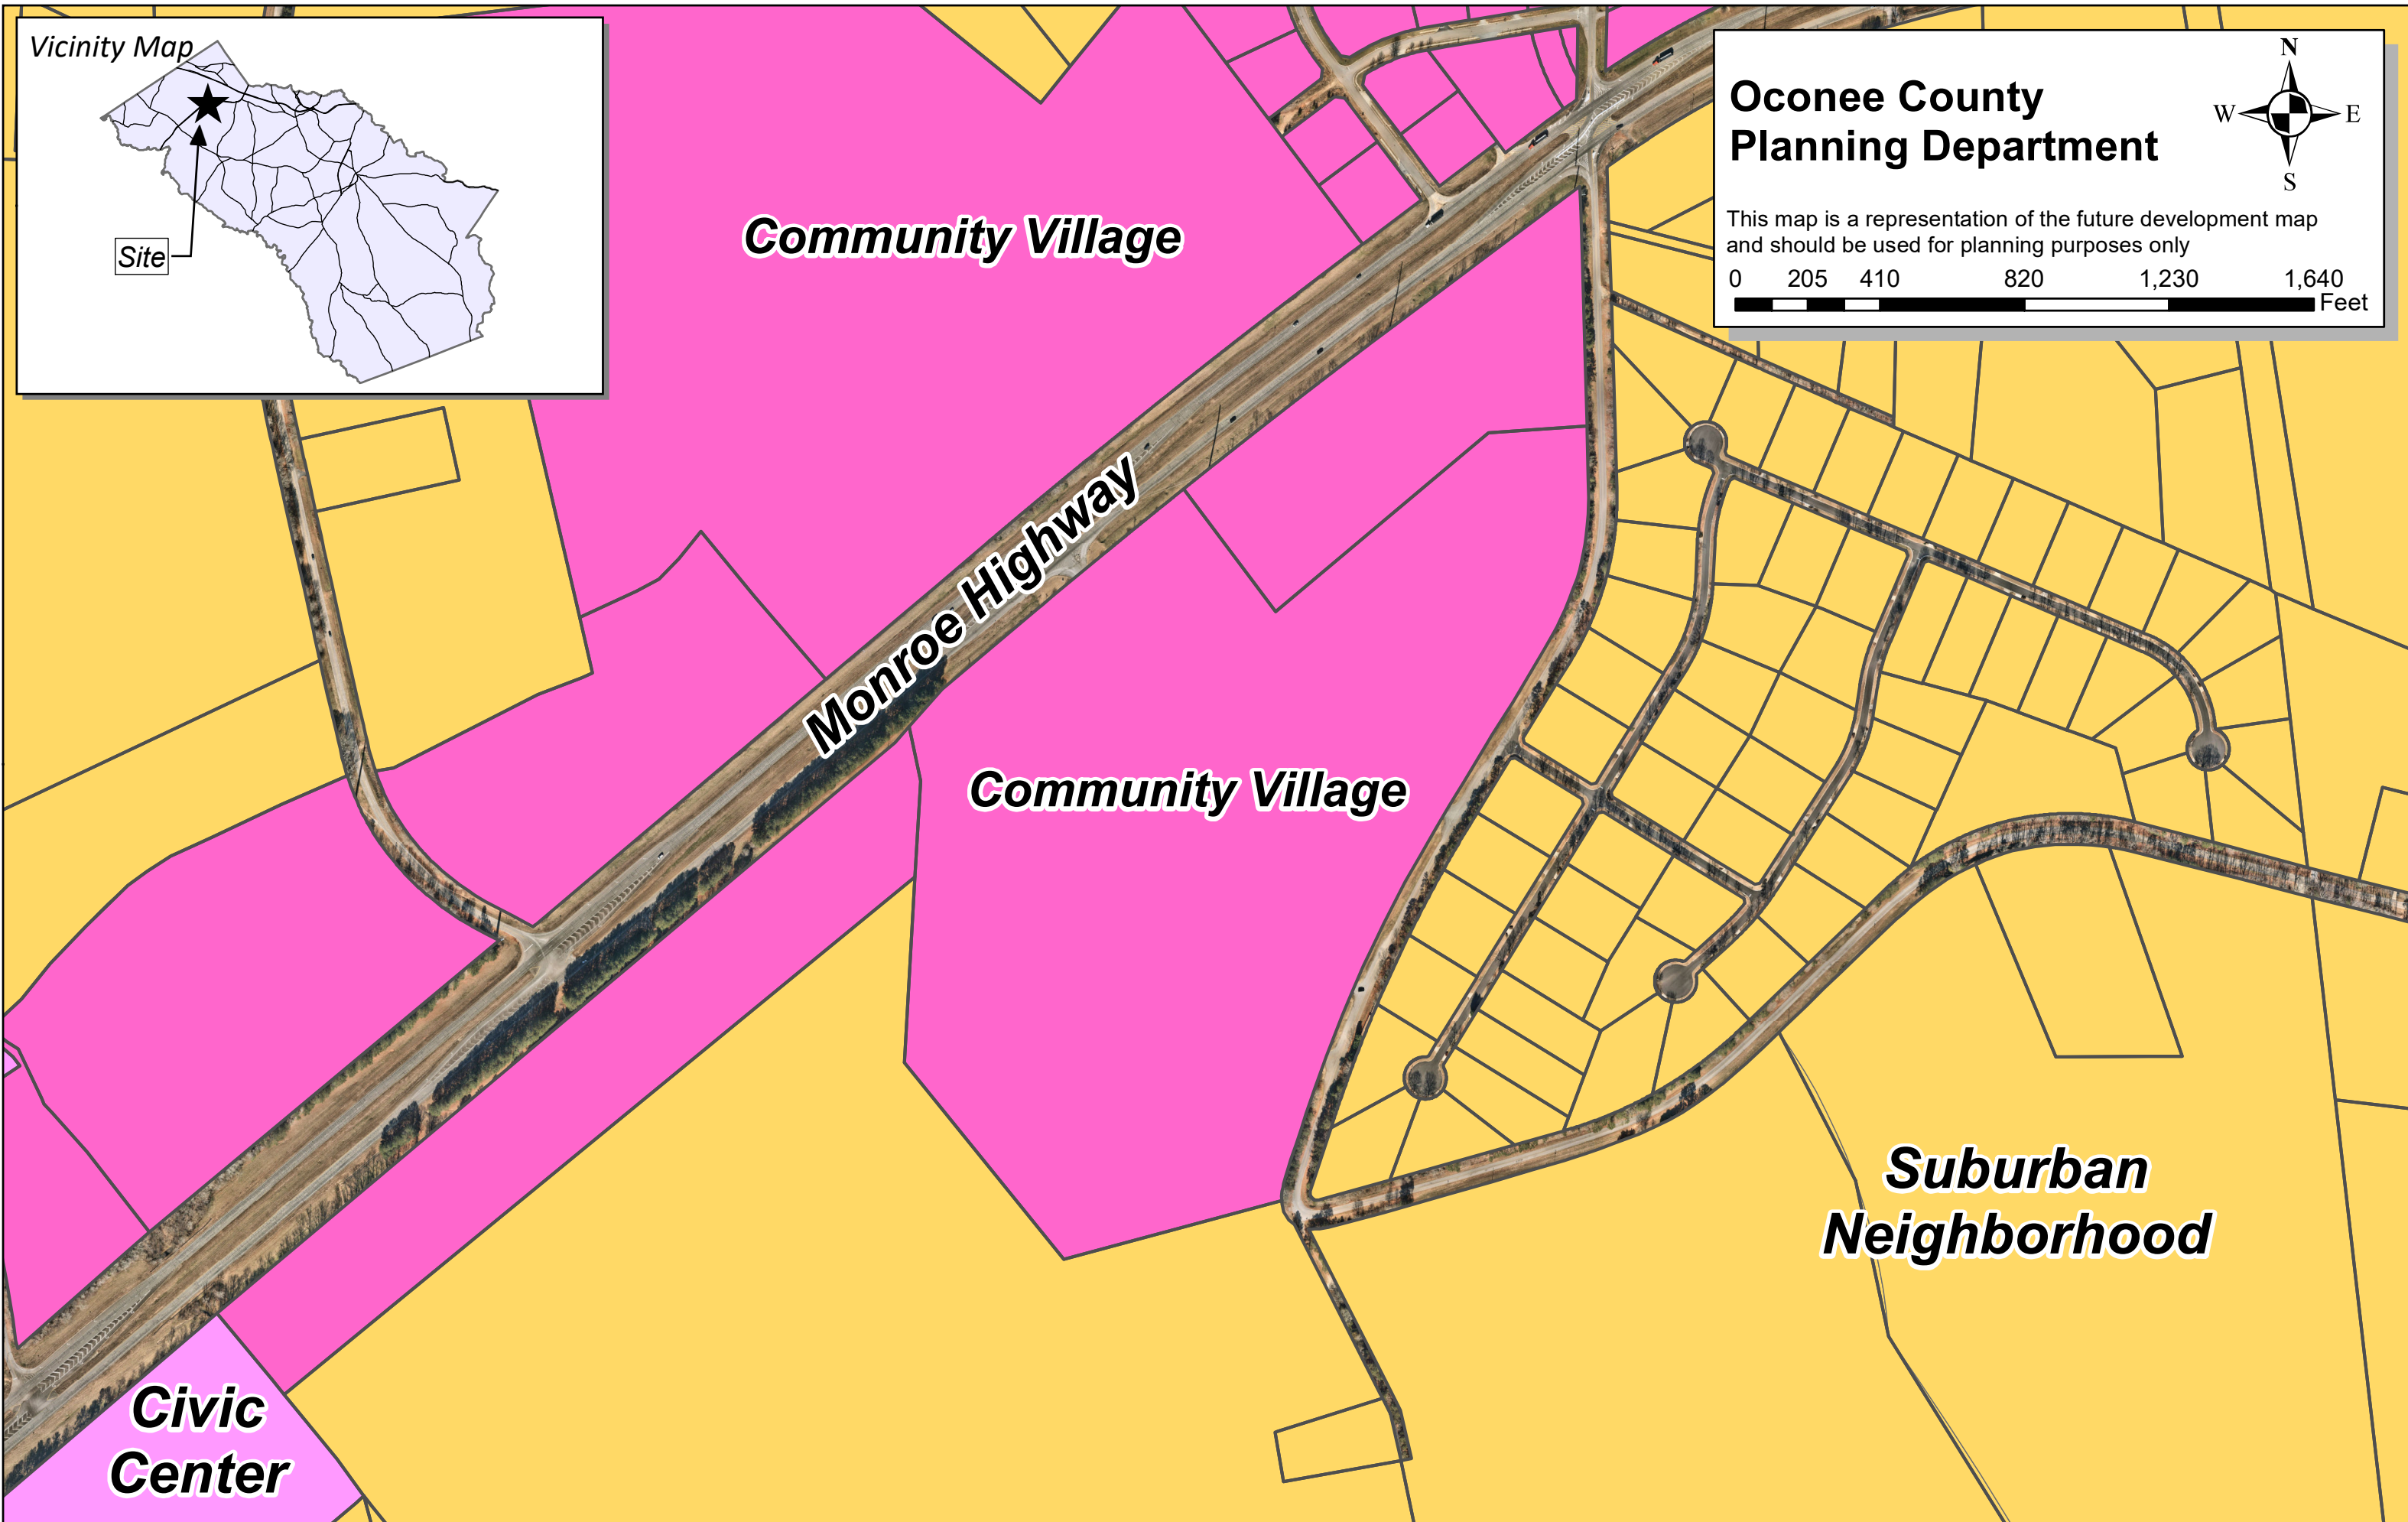 Vicinity Map
Site
Oconee County
Planning Department
N
W
E
S
This map is a representation of the future development map
and should be used for planning purposes only
0 205 410 820 1,230 1,640
Feet
Community Village
Monroe Highway
Community Village
Suburban
Neighborhood
Civic
Center